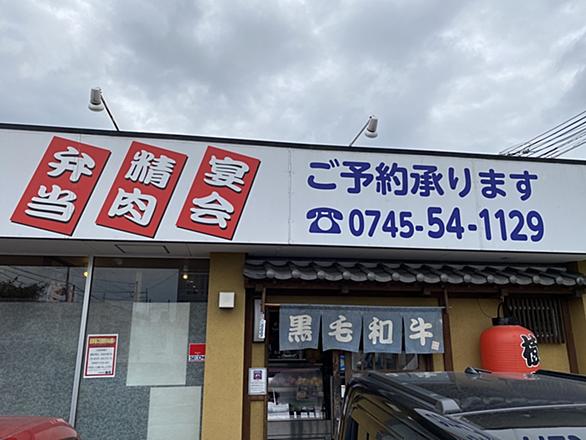 弁当
精肉
宴会
ご予約承ります
☎0745-54-1129
黒毛和牛